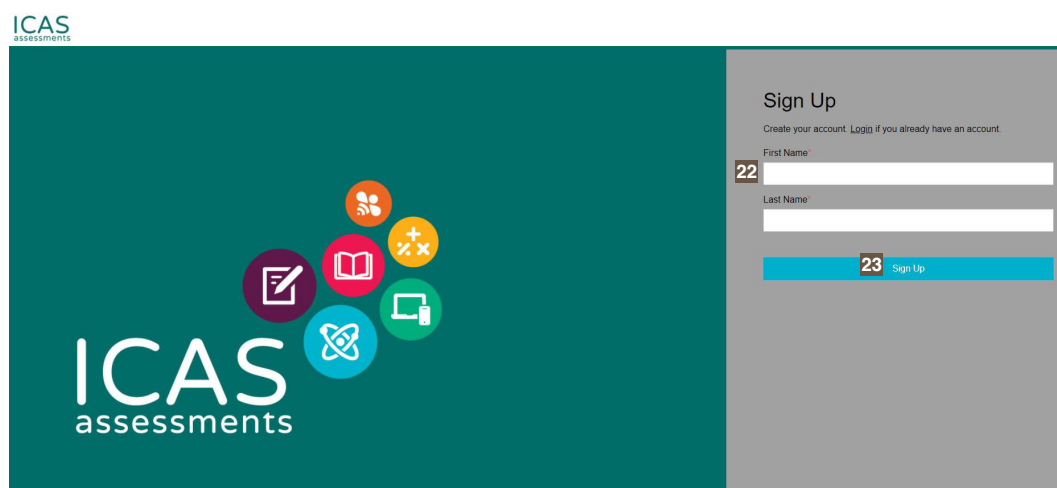 ICAS
assessments
Sign Up
Create your account. Login if you already have an account.
First Name*
22
Last Name*
23 Sign Up
ICAS
assessments